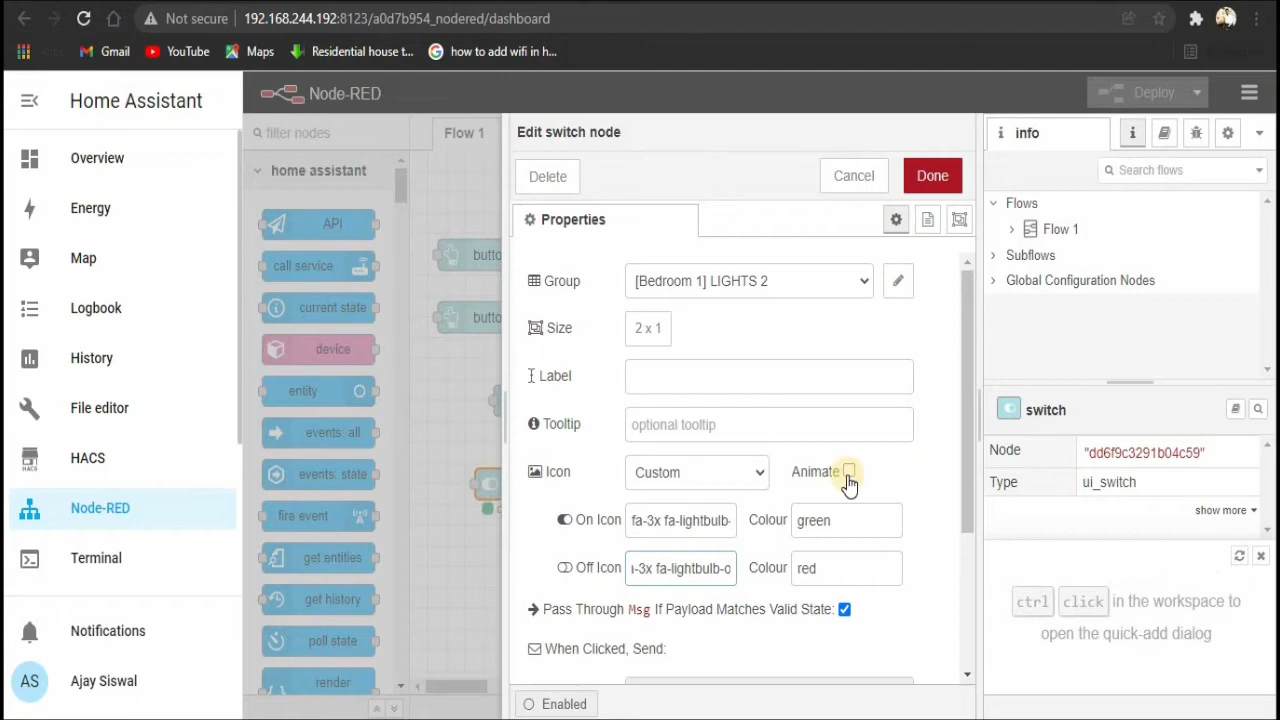 Not secure 192.168.244.192:8123/a0d7b954_nodered/dashboard
Gmail YouTube Maps Residential house t... how to add wifi in h...
Home Assistant
Overview
Energy
Map
Logbook
History
File editor
HACS
HACS
Node-RED
Terminal
Notifications
AS Ajay Siswal
Node-RED
Deploy
filter nodes
home assistant
API
call service
current state
device
entity
events: all
events: state
fire event
get entities
get history
poll state
render
Flow 1
butto
butto
Edit switch node
Delete
Cancel
Done
Properties
Group [Bedroom 1] LIGHTS 2
Size 2 x 1
Label
Tooltip optional tooltip
Icon Custom Animate
On Icon fa-3x fa-lightbulb- Colour green
Off Icon -3x fa-lightbulb-o Colour red
Pass Through Msg If Payload Matches Valid State:
When Clicked, Send:
Enabled
i info
i
Search flows
Flows
Flow 1
Subflows
Global Configuration Nodes
switch
Node "dd6f9c3291b04c59"
Type ui_switch
show more
ctrl click in the workspace to
open the quick-add dialog